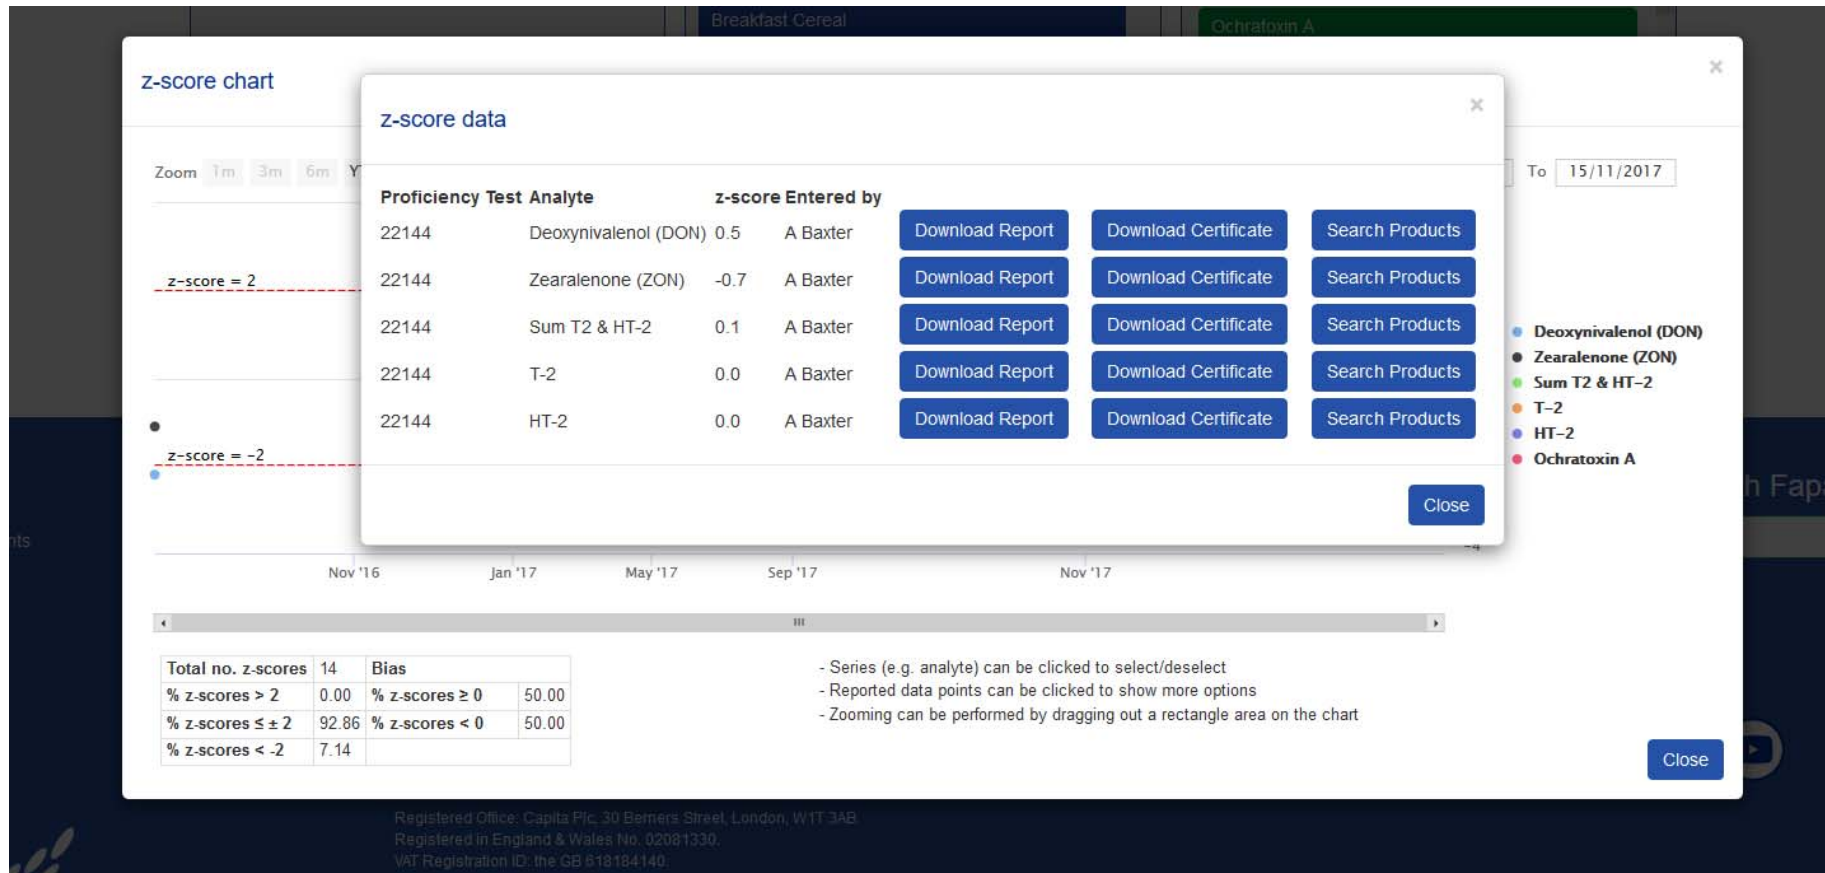 Breakfast Cereal
Ochratoxin A
z-score chart
×
z-score data
×
Zoom 1m 3m 6m
To 15/11/2017
Proficiency Test Analyte z-score Entered by
22144 Deoxynivalenol (DON) 0.5 A Baxter Download Report Download Certificate Search Products
22144 Zearalenone (ZON) -0.7 A Baxter Download Report Download Certificate Search Products
22144 Sum T2 & HT-2 0.1 A Baxter Download Report Download Certificate Search Products
22144 T-2 0.0 A Baxter Download Report Download Certificate Search Products
22144 HT-2 0.0 A Baxter Download Report Download Certificate Search Products
Close
z-score = 2
z-score = -2
Deoxynivalenol (DON)
Zearalenone (ZON)
Sum T2 & HT-2
T-2
HT-2
Ochratoxin A
-4
Nov '16 Jan '17 May '17 Sep '17 Nov '17
Total no. z-scores 14 Bias
% z-scores > 2 0.00 % z-scores ≥ 0 50.00
% z-scores ≤ ± 2 92.86 % z-scores < 0 50.00
% z-scores < -2 7.14
- Series (e.g. analyte) can be clicked to select/deselect
- Reported data points can be clicked to show more options
- Zooming can be performed by dragging out a rectangle area on the chart
Close
Registered Office: Capita Plc, 30 Berners Street, London, W1T 3AB.
Registered in England & Wales No. 02081330.
VAT Registration ID: the GB 618184140.